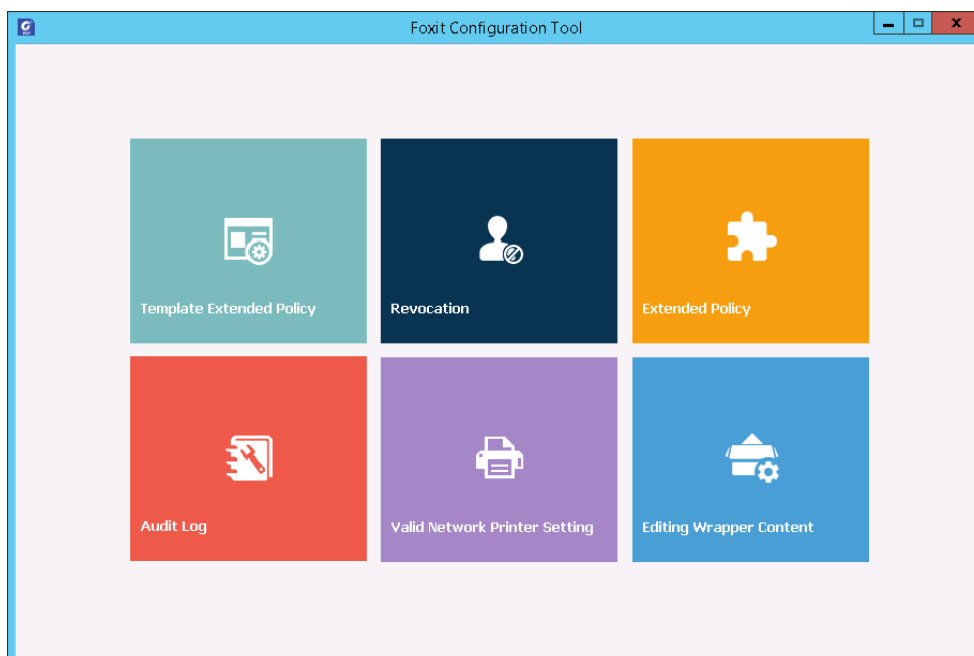 Foxit Configuration Tool
Template Extended Policy
Revocation
Extended Policy
Audit Log
Valid Network Printer Setting
Editing Wrapper Content